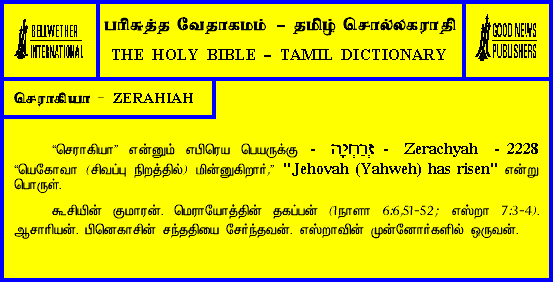 BELLWETHER
INTERNATIONAL
பரிசுத்த வேதாகமம் – தமிழ் சொல்லகராதி
THE HOLY BIBLE – TAMIL DICTIONARY
GOOD NEWS
PUBLISHERS
செராகியா - ZERAHIAH
“செராகியா” என்னும் எபிரெய பெயருக்கு - זְרַחְיָה - Zerachyah - 2228
“யெகோவா (சிவப்பு நிறத்தில்) மின்னுகிறார்,” "Jehovah (Yahweh) has risen" என்று
பொருள்.
கூசியின் குமாரன். மெராயோத்தின் தகப்பன் (1நாளா 6:6,51-52; எஸ்றா 7:3-4).
ஆசாரியன். பினெகாசின் சந்ததியை சேர்ந்தவன். எஸ்றாவின் முன்னோர்களில் ஒருவன்.